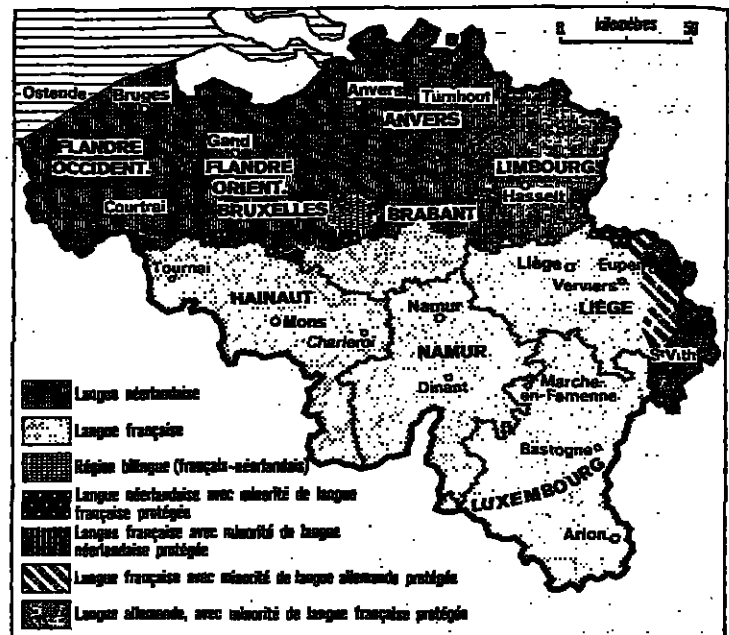 kilomètres
0 50
Ostende
Bruges
Anvers
Turnhout
ANVERS
FLANDRE
OCCIDENT.
Gand
FLANDRE
ORIENT.
LIMBOURG
Hasselt
Courtrai
BRUXELLES
BRABANT
Tournai
Liège
Eupen
Verviers
LIÈGE
HAINAUT
Mons
Charleroi
Namur
NAMUR
St Vith
Dinant
Marche-
en-Famenne
Bastogne
LUXEMBOURG
Arlon
Langue néerlandaise
Langue française
Région bilingue (français-néerlandais)
Langue néerlandaise avec minorité de langue
française protégée
Langue française avec minorité de langue
néerlandaise protégée
Langue française avec minorité de langue allemande protégée
Langue allemande, avec minorité de langue française protégée